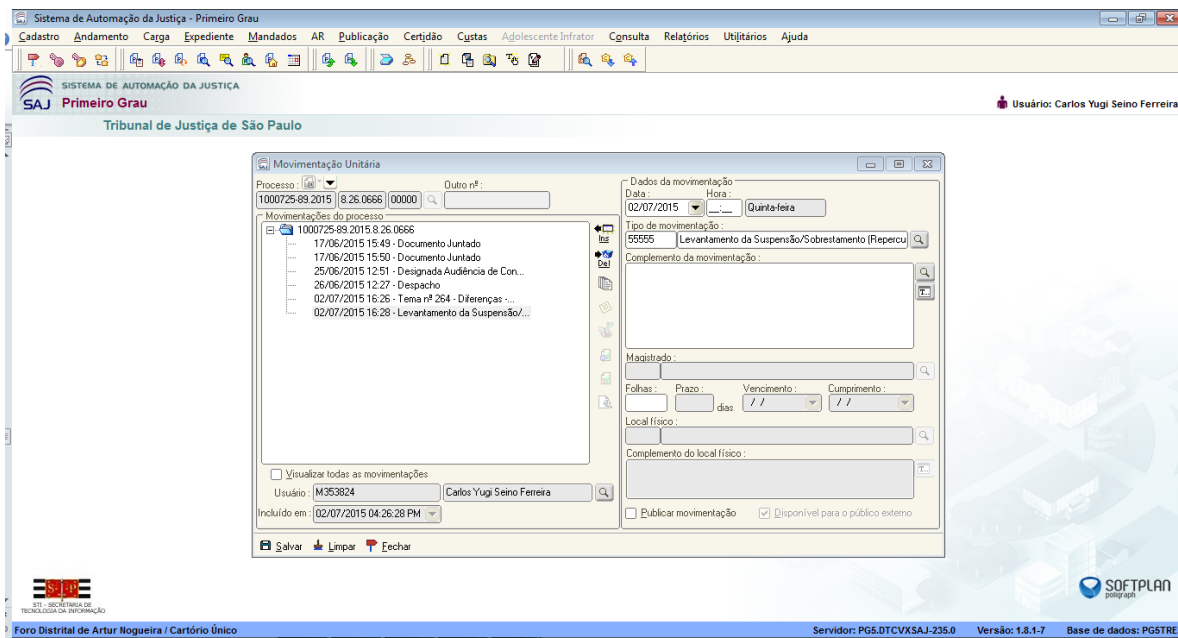 Sistema de Automação da Justiça - Primeiro Grau
Cadastro Andamento Carga Expediente Mandados AR Publicação Certidão Custas Adolescente Infrator Consulta Relatórios Utilitários Ajuda
SISTEMA DE AUTOMAÇÃO DA JUSTIÇA
SAJ Primeiro Grau
Usuário: Carlos Yugi Seino Ferreira
Tribunal de Justiça de São Paulo
Movimentação Unitária
Processo :
Outro nº :
1000725-89.2015 8.26.0666 00000
Movimentações do processo
1000725-89.2015.8.26.0666
17/06/2015 15:49 - Documento Juntado
17/06/2015 15:50 - Documento Juntado
25/06/2015 12:51 - Designada Audiência de Con...
26/06/2015 12:27 - Despacho
02/07/2015 16:26 - Tema nº 264 - Diferenças -...
02/07/2015 16:28 - Levantamento da Suspensão/...
Ins
Del
Visualizar todas as movimentações
Usuário : M353824 Carlos Yugi Seino Ferreira
Incluído em : 02/07/2015 04:26:28 PM
Dados da movimentação
Data : Hora :
02/07/2015 __:__ Quinta-feira
Tipo de movimentação :
55555 Levantamento da Suspensão/Sobrestamento (Repercu
Complemento da movimentação :
T...
Magistrado :
Folhas : Prazo : Vencimento : Cumprimento :
dias / / / /
Local físico :
Complemento do local físico :
T...
Publicar movimentação Disponível para o público externo
Salvar Limpar Fechar
STI - SECRETARIA DE
TECNOLOGIA DA INFORMAÇÃO
SOFTPLAN
poligraph
Foro Distrital de Artur Nogueira / Cartório Único
Servidor: PG5.DTCVXSAJ-235.0 Versão: 1.8.1-7 Base de dados: PG5TRE